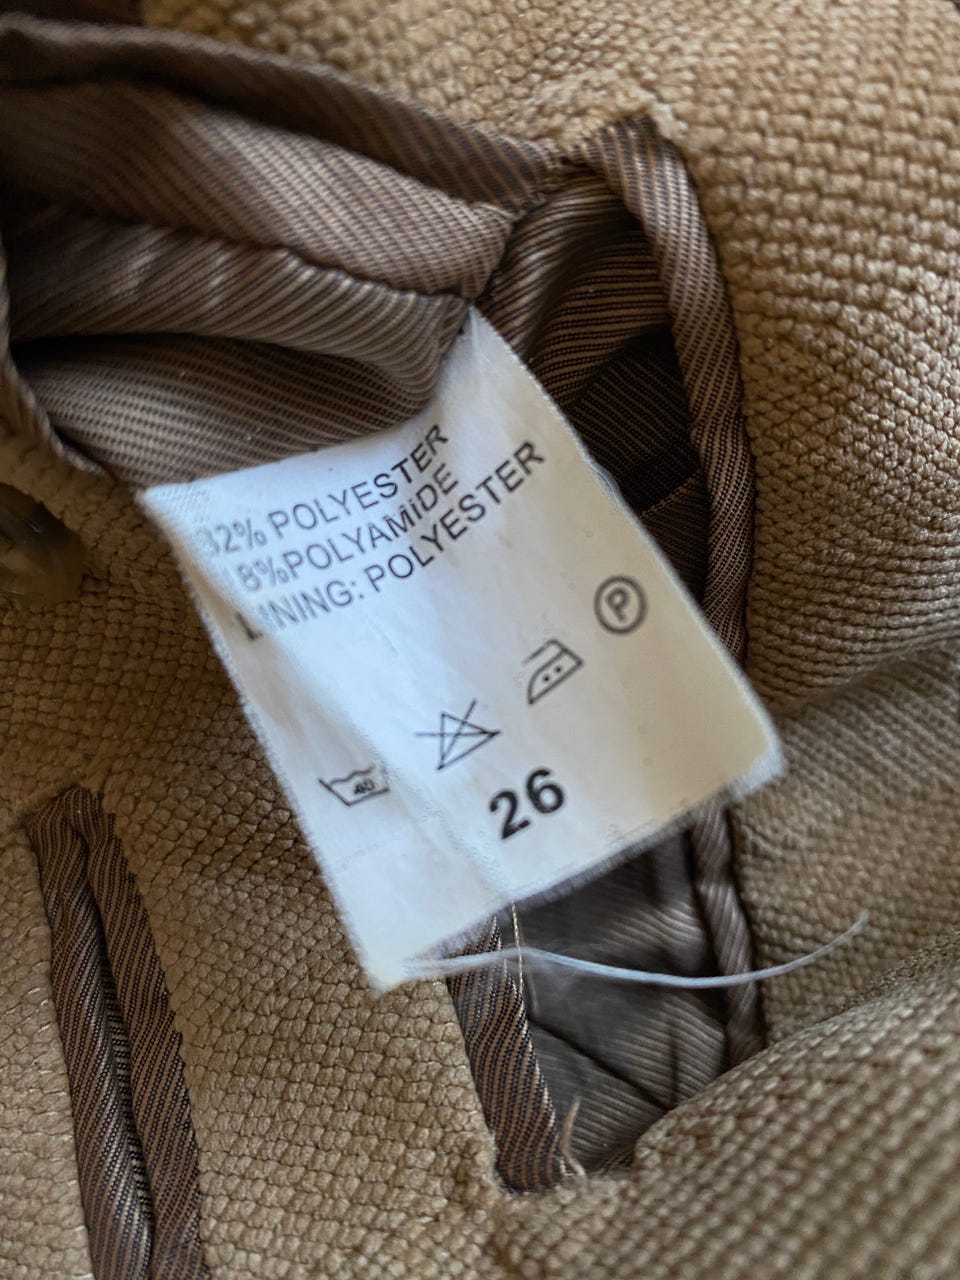 82% POLYESTER
18%POLYAMiDE
LINING: POLYESTER
P
40
26